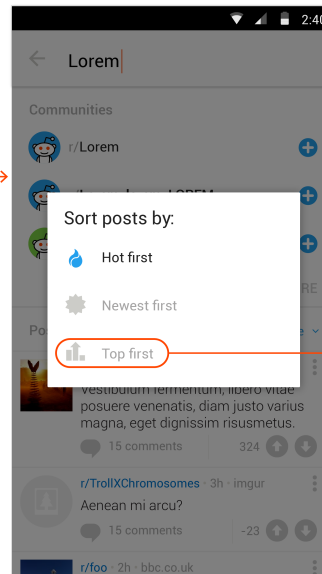 2:40
Lorem
Communities
r/Lorem
Sort posts by:
Hot first
Newest first
Top first
Vestibulum fermentum, libero vitae
posuere venenatis, diam justo varius
magna, eget dignissim risusmetus.
15 comments 324
r/TrollXChromosomes · 3h · imgur
Aenean mi arcu?
15 comments -23
r/foo · 2h · bbc.co.uk